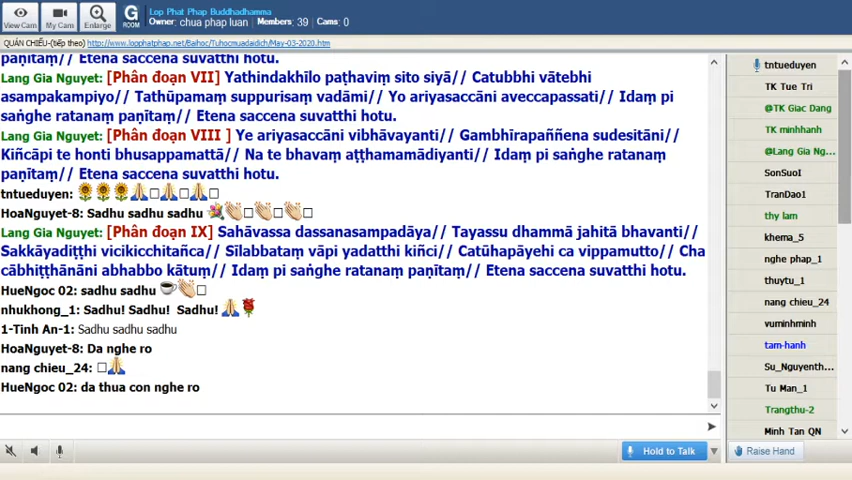 Lop Phat Phap Buddhadhamma
Owner: chua phap luan Members: 39 Cams: 0
View Cam My Cam Enlarge G ROOM
QUÁN CHIẾU-(tiếp theo) http://www.lopphatphap.net/Baihoc/Tuhocmuadaidich/May-03-2020.htm
paṇītaṃ// Etena saccena suvatthi hotu.
Lang Gia Nguyet: [Phân đoạn VII] Yathindakhīlo paṭhaviṃ sito siyā// Catubbhi vātebhi
asampakampiyo// Tathūpamaṃ suppurisaṃ vadāmi// Yo ariyasaccāni aveccapassati// Idaṃ pi
saṅghe ratanaṃ paṇītaṃ// Etena saccena suvatthi hotu.
Lang Gia Nguyet: [Phân đoạn VIII ] Ye ariyasaccāni vibhāvayanti// Gambhīrapaññena sudesitāni//
Kiñcāpi te honti bhusappamattā// Na te bhavaṃ aṭṭhamamādiyanti// Idaṃ pi saṅghe ratanaṃ
paṇītaṃ// Etena saccena suvatthi hotu.
tntueduyen: 🌻🌻🌻🙏□🙏□🙏□
HoaNguyet-8: Sadhu sadhu sadhu 💐👏□👏□👏□
Lang Gia Nguyet: [Phân đoạn IX] Sahāvassa dassanasampadāya// Tayassu dhammā jahitā bhavanti//
Sakkāyadiṭṭhi vicikicchitañca// Sīlabbataṃ vāpi yadatthi kiñci// Catūhapāyehi ca vippamutto// Cha
cābhiṭṭhānāni abhabbo kātuṃ// Idaṃ pi saṅghe ratanaṃ paṇītaṃ// Etena saccena suvatthi hotu.
HueNgoc 02: sadhu sadhu ☕👏□
nhukhong_1: Sadhu! Sadhu! Sadhu! 🙏🌹
1-Tinh An-1: Sadhu sadhu sadhu
HoaNguyet-8: Da nghe ro
nang chieu_24: □🙏
HueNgoc 02: da thua con nghe ro
tntueduyen
TK Tue Tri
@TK Giac Dang
TK minhhanh
@Lang Gia Ng...
SonSuoI
TranDao1
thy lam
khema_5
nghe phap_1
thuytu_1
nang chieu_24
vuminhminh
tam-hanh
Su_Nguyenth...
Tu Man_1
Trangthu-2
Minh Tan QN
Hold to Talk
Raise Hand